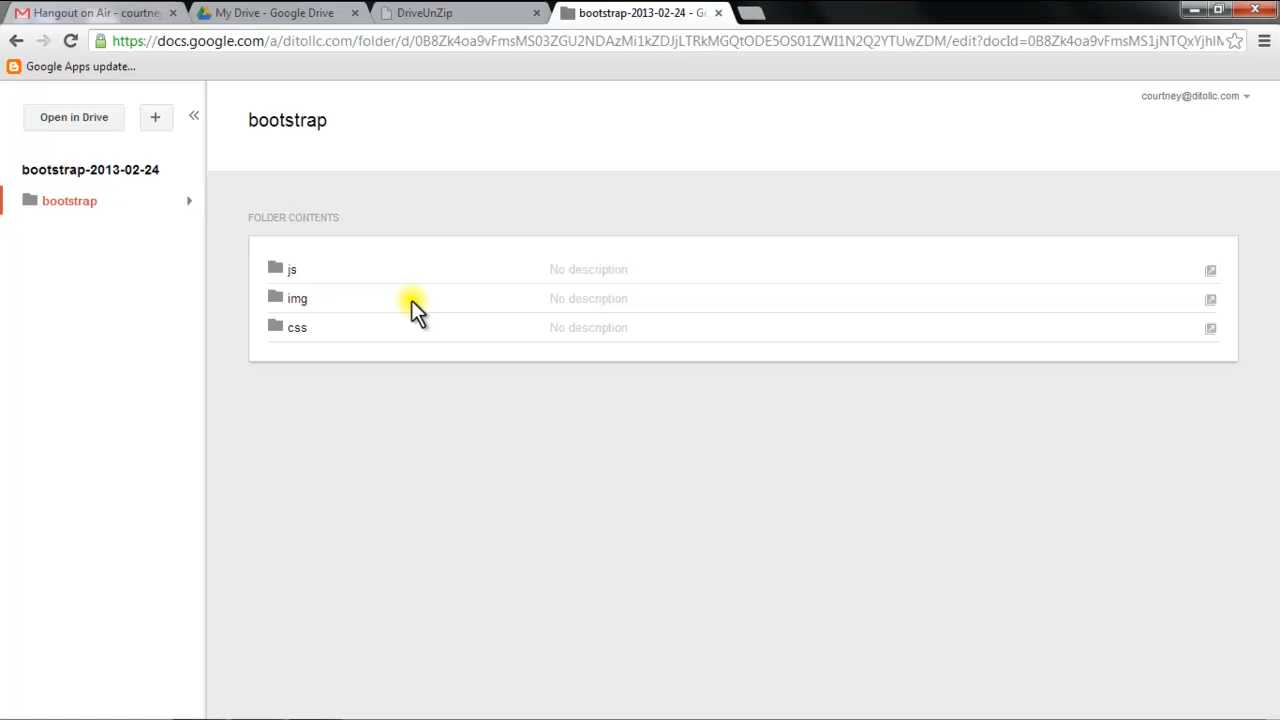 Hangout on Air - courtne
My Drive - Google Drive
DriveUnZip
bootstrap-2013-02-24 - Go
https://docs.google.com/a/ditollc.com/folder/d/0B8Zk4oa9vFmsMS03ZGU2NDAzMi1kZDJjLTRkMGQtODE5OS01ZWI1N2Q2YTUwZDM/edit?docId=0B8Zk4oa9vFmsMS1jNTQxYjhlM
Google Apps update...
courtney@ditollc.com
Open in Drive
+
bootstrap
bootstrap-2013-02-24
bootstrap
FOLDER CONTENTS
js No description
img No description
css No description